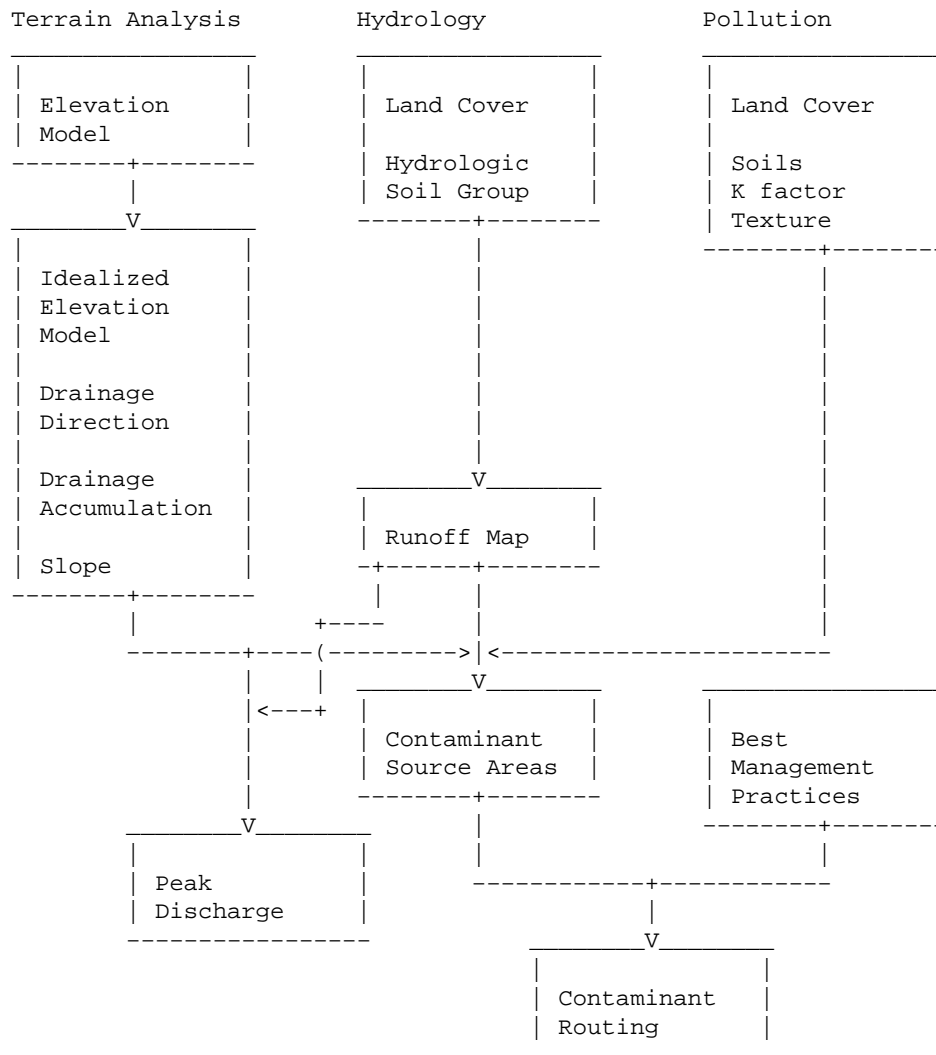 Terrain Analysis
Hydrology
Pollution
Elevation
Model
Land Cover
Hydrologic
Soil Group
Land Cover
Soils
K factor
Texture
Idealized
Elevation
Model
Drainage
Direction
Drainage
Accumulation
Slope
Runoff Map
Contaminant
Source Areas
Best
Management
Practices
Peak
Discharge
Contaminant
Routing